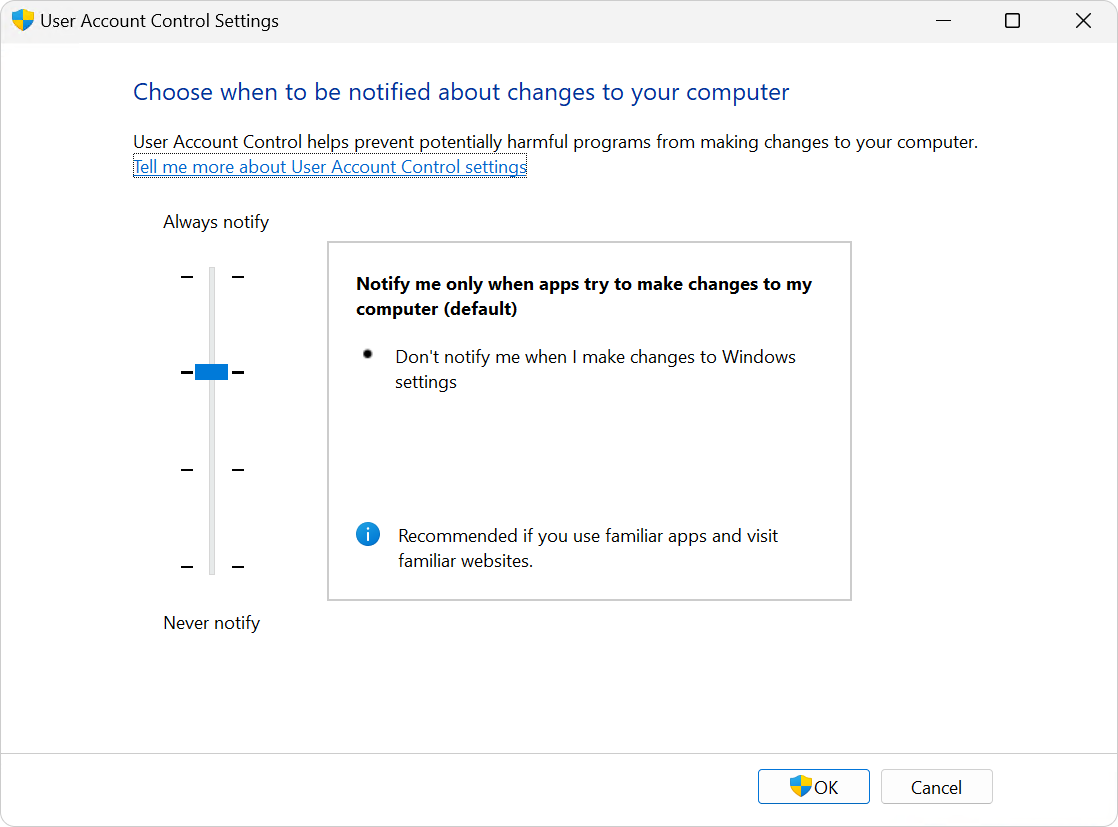 User Account Control Settings
Choose when to be notified about changes to your computer
User Account Control helps prevent potentially harmful programs from making changes to your computer.
Tell me more about User Account Control settings
Always notify
Notify me only when apps try to make changes to my
computer (default)
Don't notify me when I make changes to Windows
settings
Recommended if you use familiar apps and visit
familiar websites.
Never notify
OK
Cancel